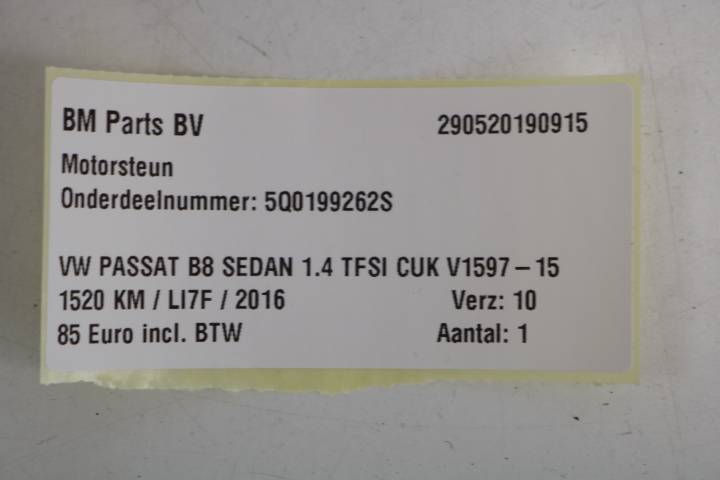 BM Parts BV 290520190915
Motorsteun
Onderdeelnummer: 5Q0199262S
VW PASSAT B8 SEDAN 1.4 TFSI CUK V1597 – 15
1520 KM / LI7F / 2016 Verz: 10
85 Euro incl. BTW Aantal: 1